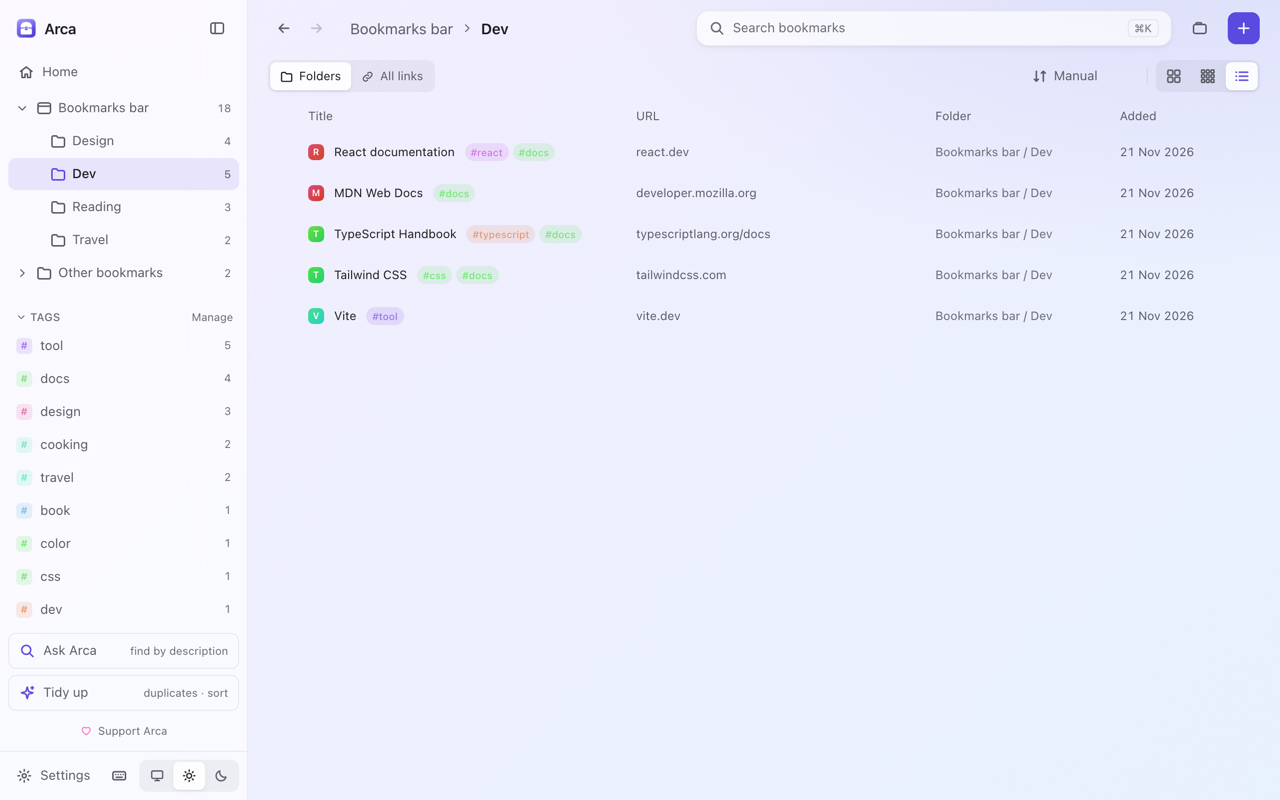 Arca
Home
Bookmarks bar 18
Design 4
Dev 5
Reading 3
Travel 2
Other bookmarks 2
TAGS Manage
# tool 5
# docs 4
# design 3
# cooking 2
# travel 2
# book 1
# color 1
# css 1
# dev 1
Ask Arca find by description
Tidy up duplicates · sort
Support Arca
Settings
Bookmarks bar Dev
Search bookmarks ⌘K
Folders All links
Manual
Title URL Folder Added
R React documentation #react #docs react.dev Bookmarks bar / Dev 21 Nov 2026
M MDN Web Docs #docs developer.mozilla.org Bookmarks bar / Dev 21 Nov 2026
T TypeScript Handbook #typescript #docs typescriptlang.org/docs Bookmarks bar / Dev 21 Nov 2026
T Tailwind CSS #css #docs tailwindcss.com Bookmarks bar / Dev 21 Nov 2026
V Vite #tool vite.dev Bookmarks bar / Dev 21 Nov 2026